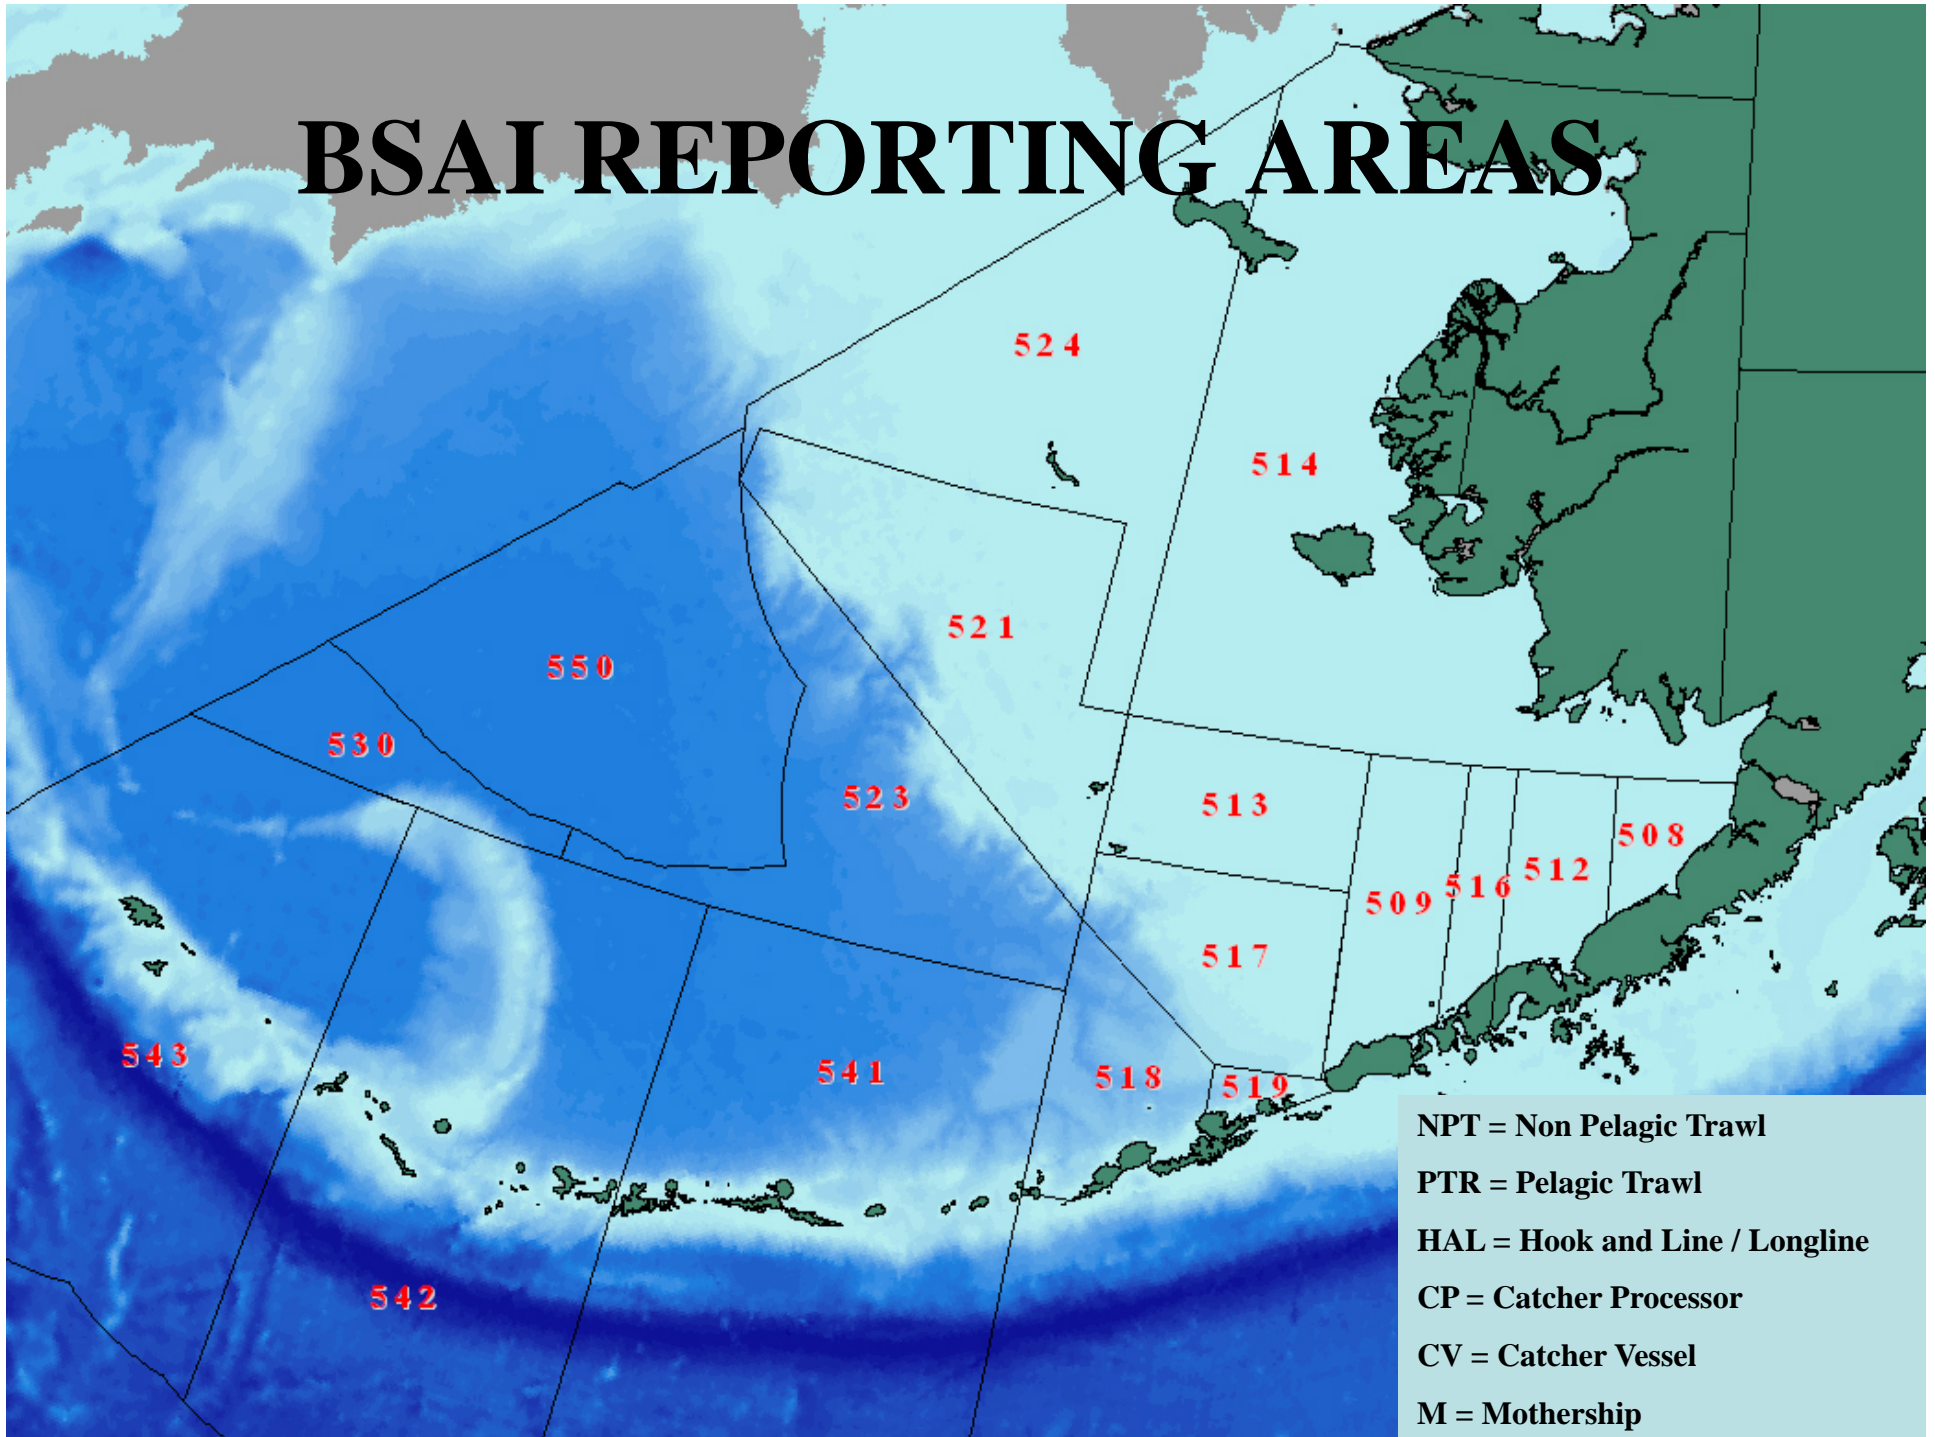 BSAI REPORTING AREAS
524
514
521
550
530
523
513
508
512
516
509
517
543
541
518
519
542
NPT = Non Pelagic Trawl
PTR = Pelagic Trawl
HAL = Hook and Line / Longline
CP = Catcher Processor
CV = Catcher Vessel
M = Mothership